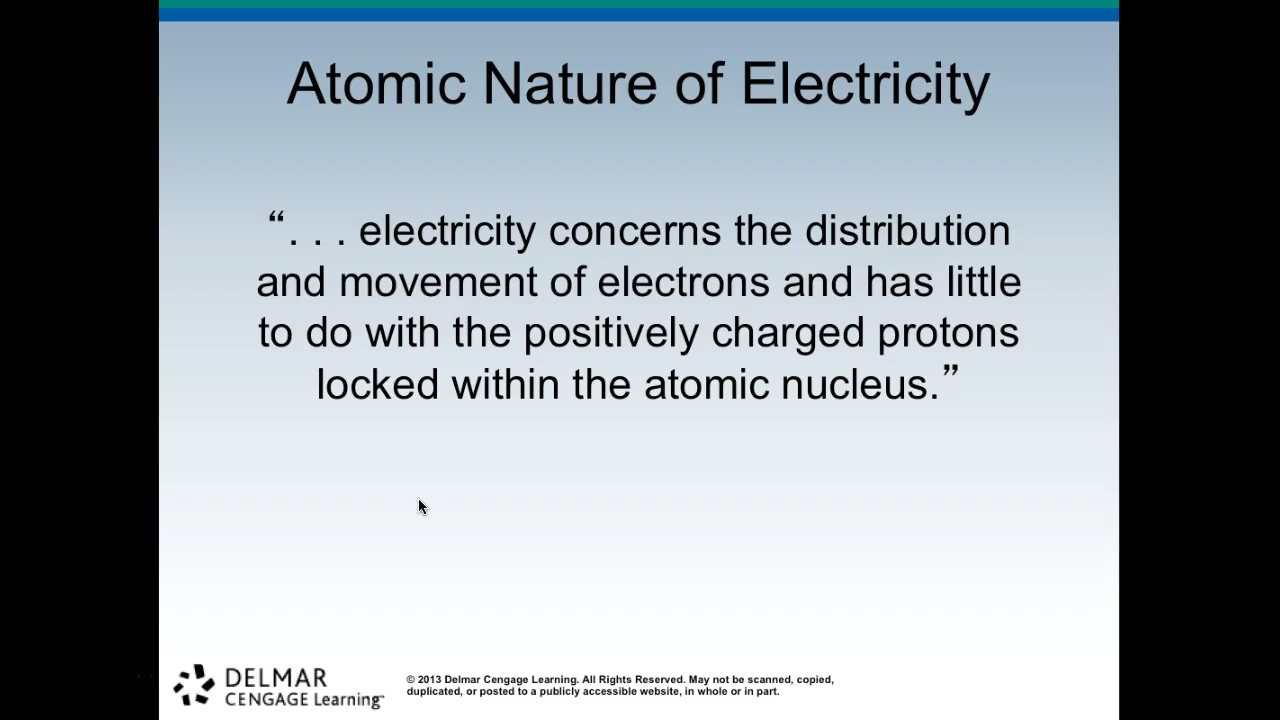 Atomic Nature of Electricity
“. . . electricity concerns the distribution
and movement of electrons and has little
to do with the positively charged protons
locked within the atomic nucleus.”
DELMAR
CENGAGE Learning™
© 2013 Delmar Cengage Learning. All Rights Reserved. May not be scanned, copied,
duplicated, or posted to a publicly accessible website, in whole or in part.